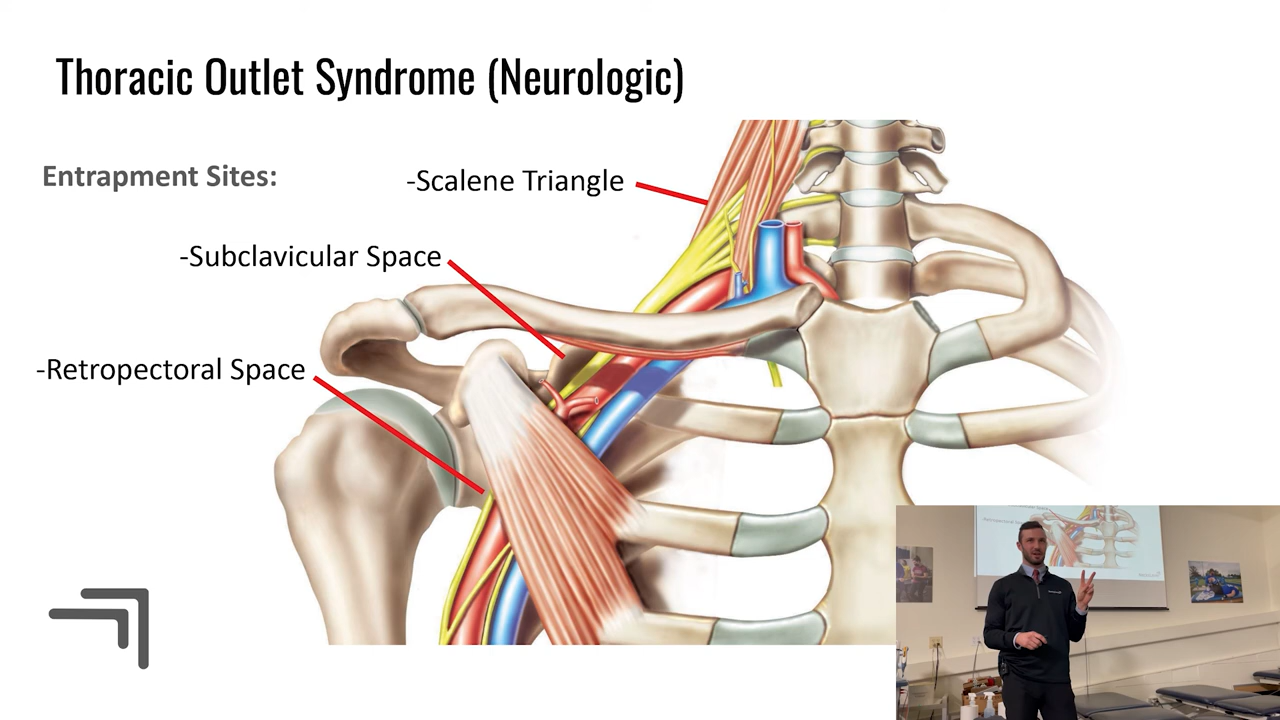 Thoracic Outlet Syndrome (Neurologic)
Entrapment Sites:
-Scalene Triangle
-Subclavicular Space
-Retropectoral Space